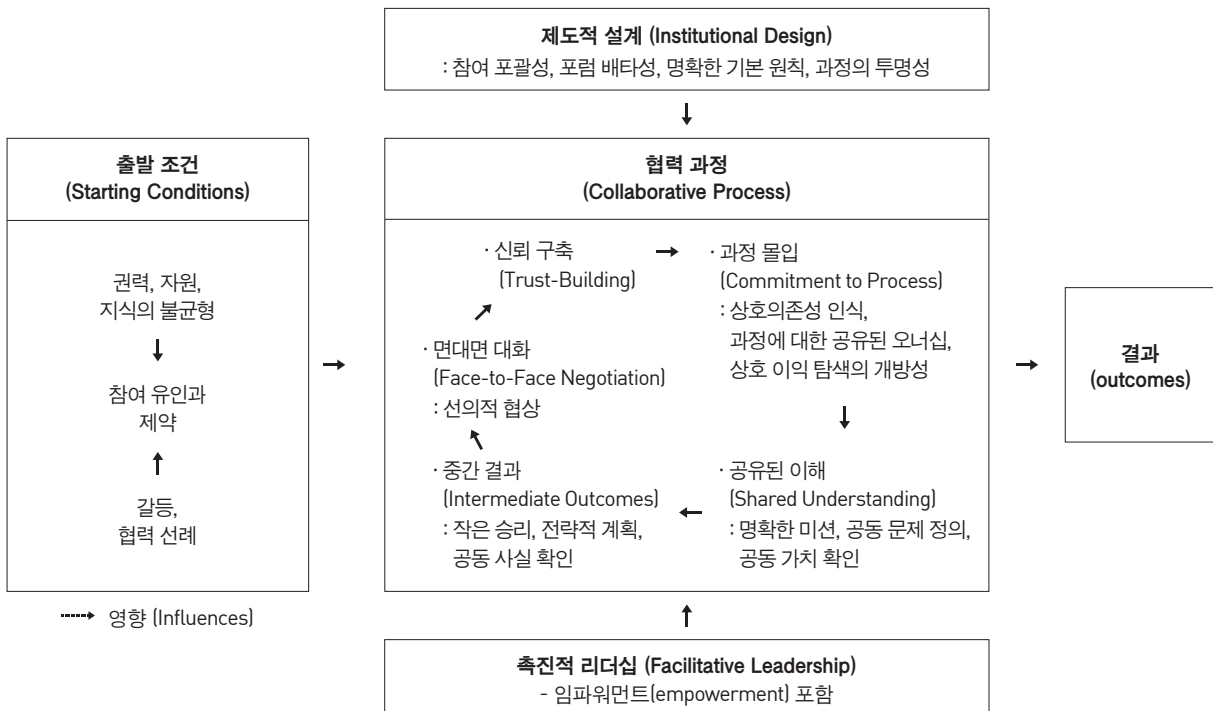 제도적 설계 (Institutional Design)
: 참여 포괄성, 포럼 배타성, 명확한 기본 원칙, 과정의 투명성
출발 조건
(Starting Conditions)
권력, 자원,
지식의 불균형
참여 유인과
제약
갈등,
협력 선례
영향 (Influences)
협력 과정
(Collaborative Process)
· 신뢰 구축
(Trust-Building)
· 과정 몰입
(Commitment to Process)
: 상호의존성 인식,
과정에 대한 공유된 오너십,
상호 이익 탐색의 개방성
· 면대면 대화
(Face-to-Face Negotiation)
: 선의적 협상
· 중간 결과
(Intermediate Outcomes)
: 작은 승리, 전략적 계획,
공동 사실 확인
· 공유된 이해
(Shared Understanding)
: 명확한 미션, 공동 문제 정의,
공동 가치 확인
결과
(outcomes)
촉진적 리더십 (Facilitative Leadership)
- 임파워먼트(empowerment) 포함